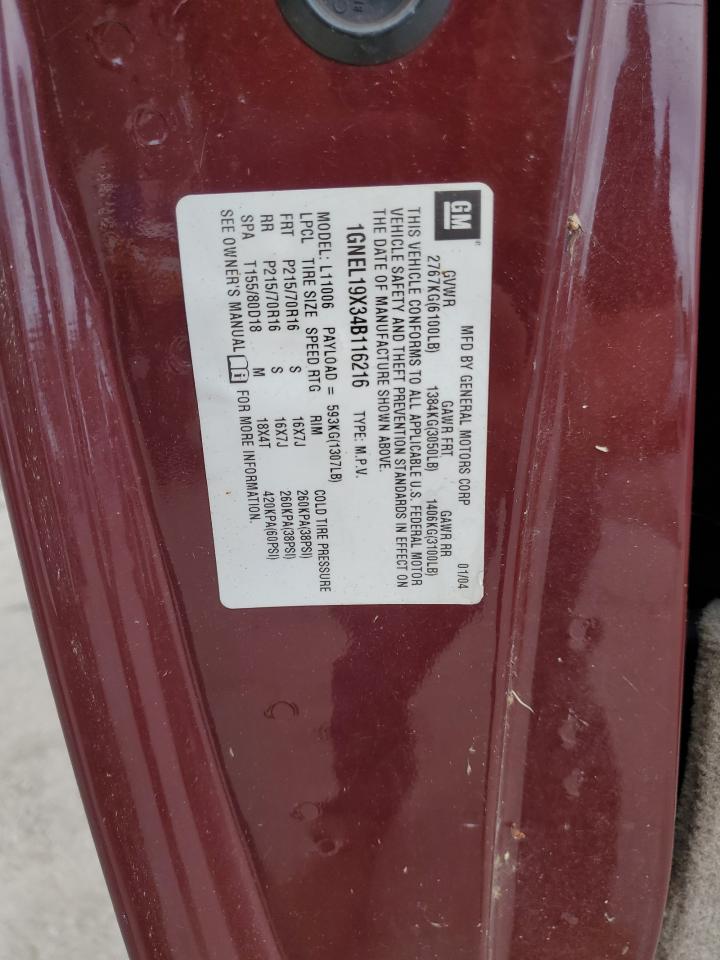 GM
MFD BY GENERAL MOTORS CORP 01/04
GVWR GAWR FRT GAWR RR
2767KG(6100LB) 1384KG(3050LB) 1406KG(3100LB)
THIS VEHICLE CONFORMS TO ALL APPLICABLE U.S. FEDERAL MOTOR
VEHICLE SAFETY AND THEFT PREVENTION STANDARDS IN EFFECT ON
THE DATE OF MANUFACTURE SHOWN ABOVE.
1GNEL19X34B116216 TYPE: M.P.V.
MODEL: L11006 PAYLOAD = 593KG(1307LB)
LPCL TIRE SIZE SPEED RTG RIM COLD TIRE PRESSURE
FRT P215/70R16 S 16X7J 260KPA(38PSI)
RR P215/70R16 S 16X7J 260KPA(38PSI)
SPA T155/80D18 M 18X4T 420KPA(60PSI)
SEE OWNER'S MANUAL FOR MORE INFORMATION.